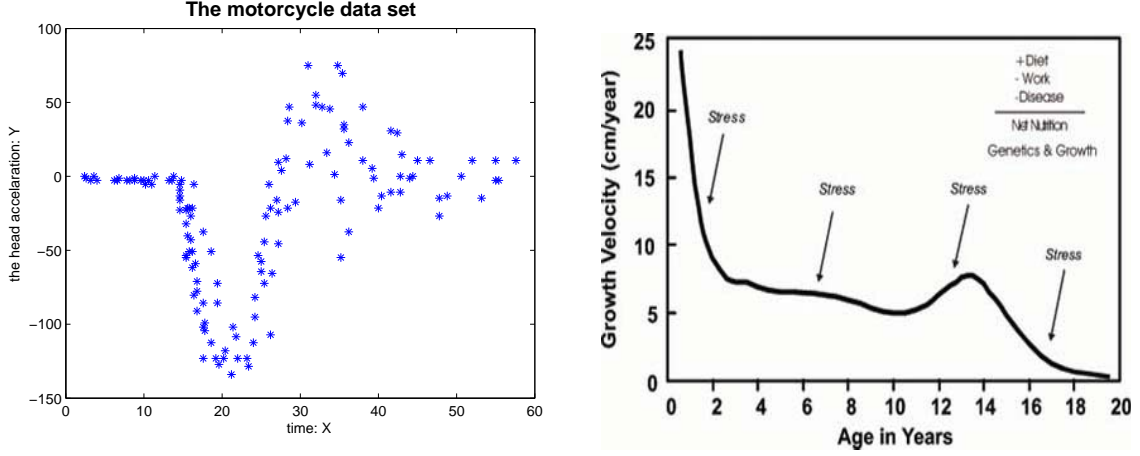 The motorcycle data set
100
50
0
−50
−100
−150
the head accelaration: Y
0 10 20 30 40 50 60
time: X
25
20
15
10
5
0
Growth Velocity (cm/year)
+Diet
- Work
-Disease
Net Nutrition
Genetics & Growth
Stress
Stress
Stress
Stress
0 2 4 6 8 10 12 14 16 18 20
Age in Years